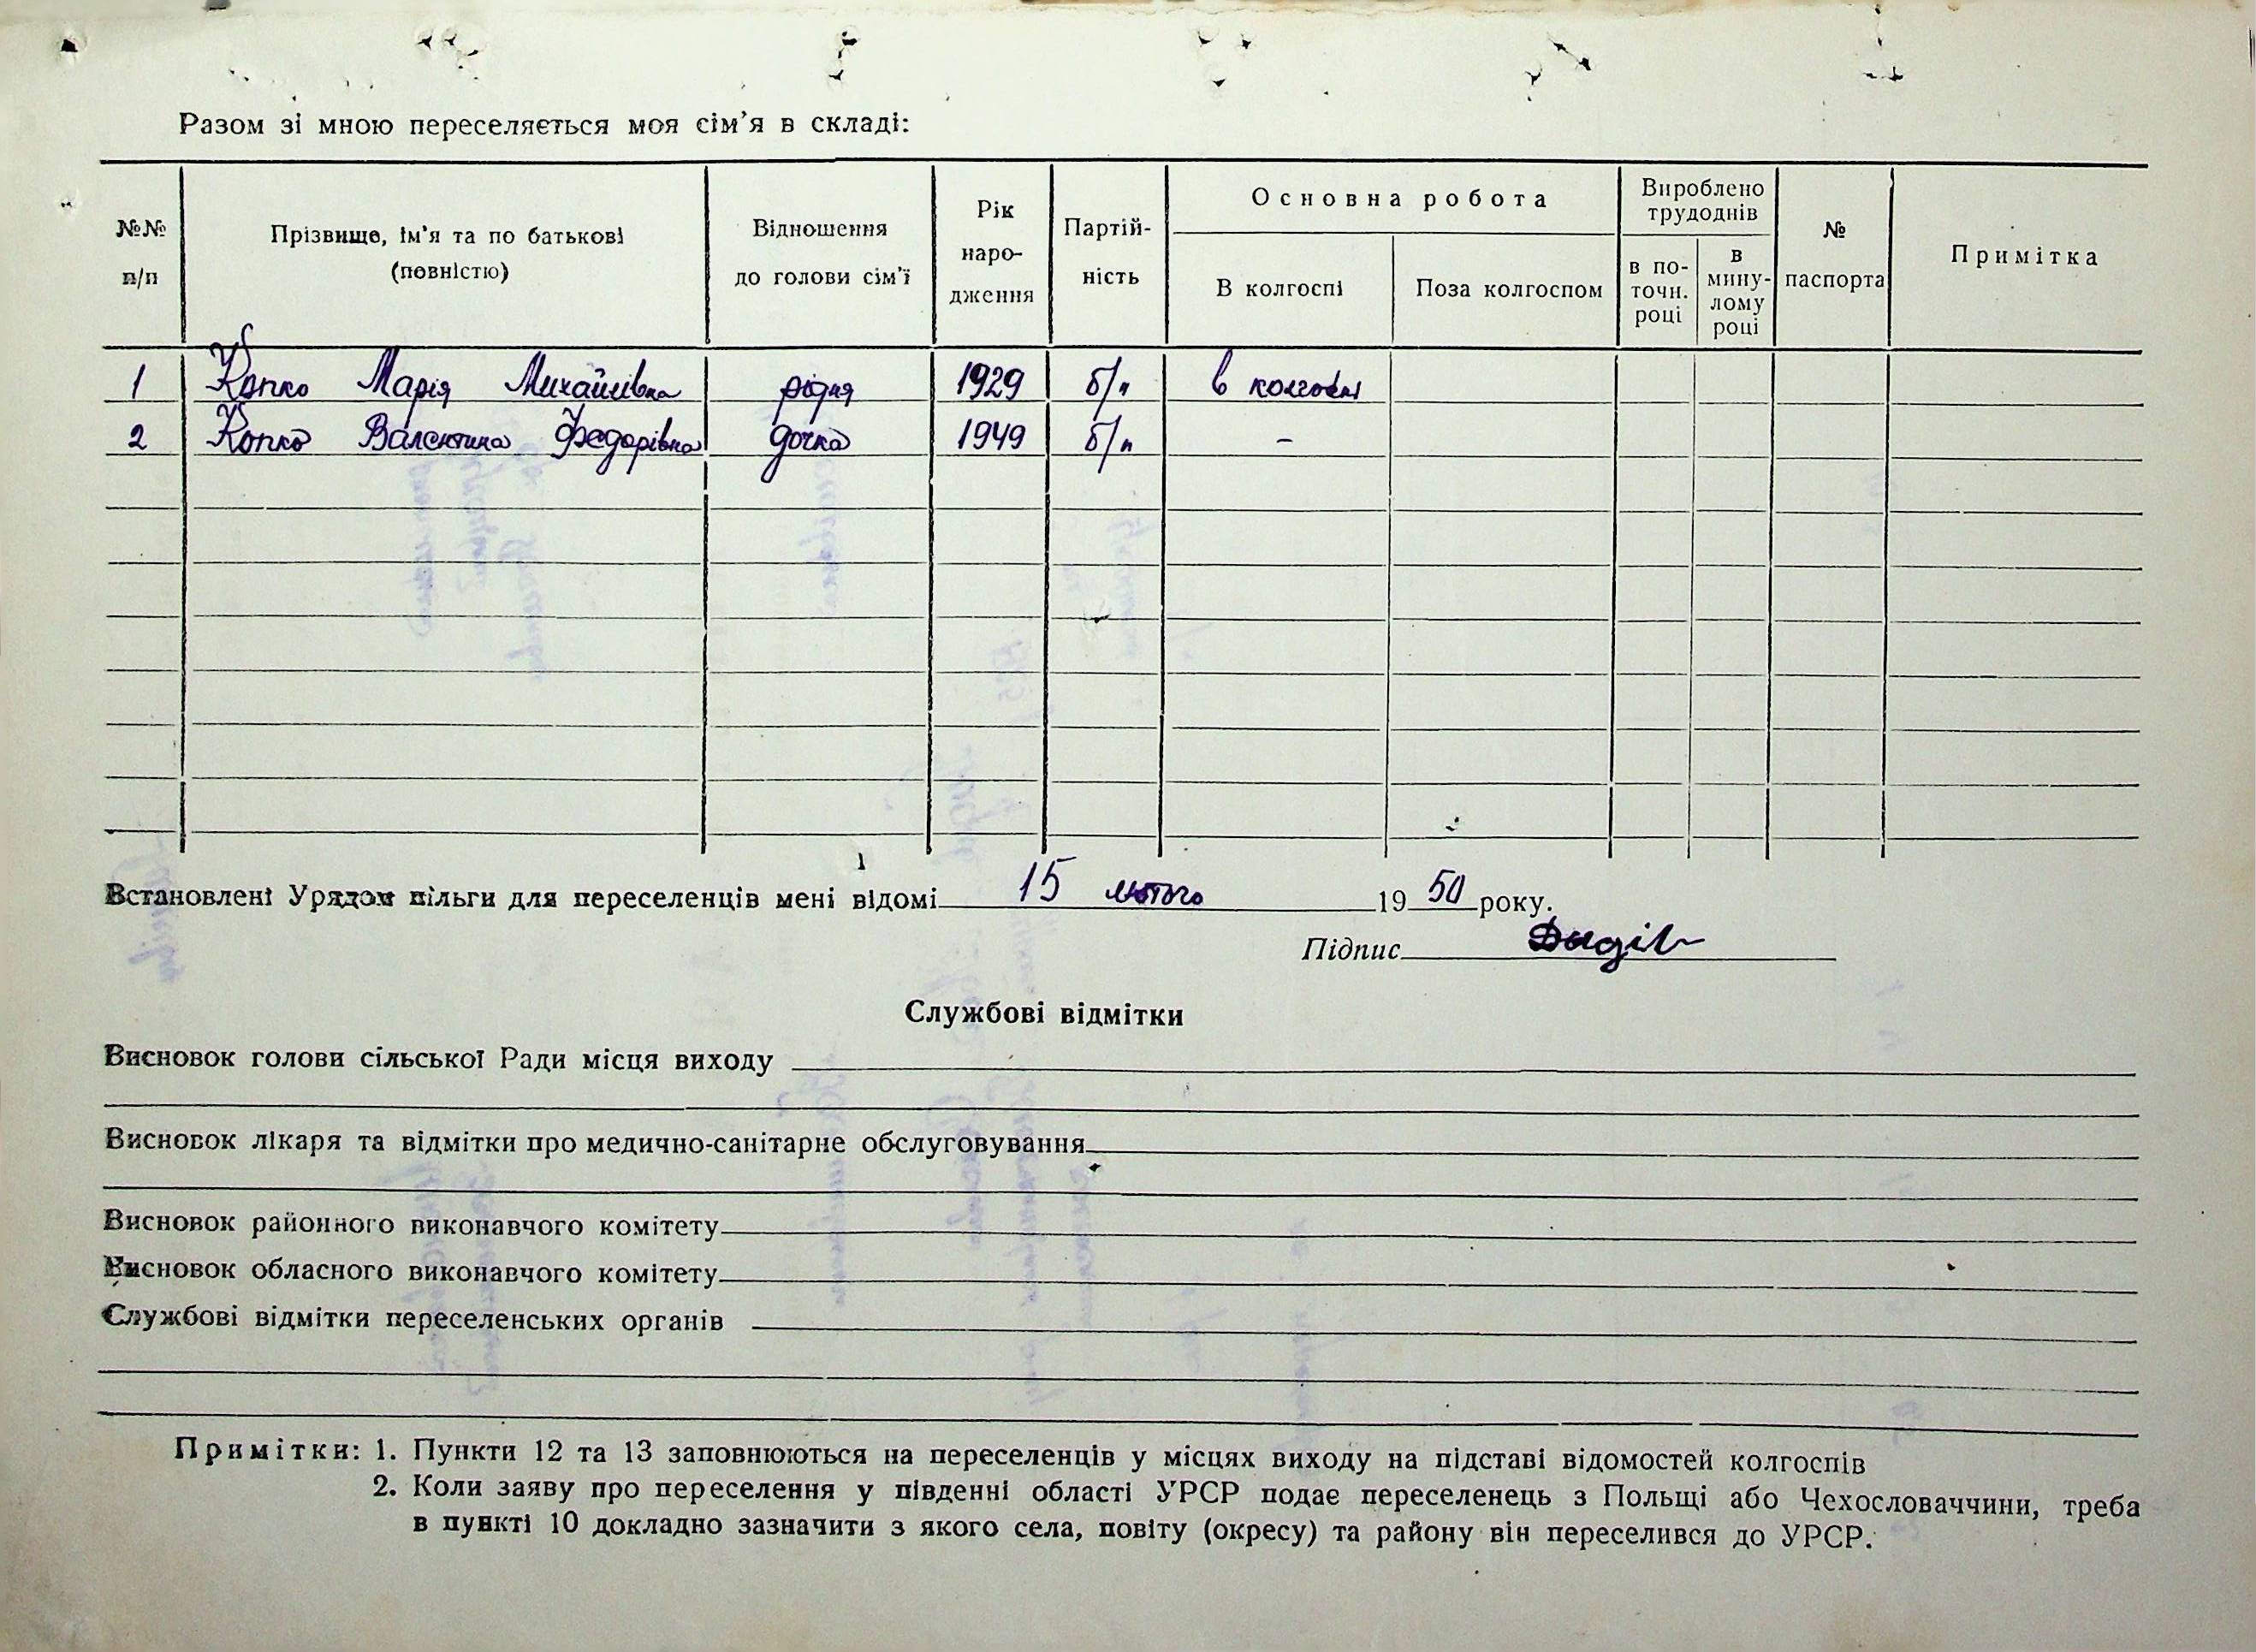 Разом зі мною переселяється моя сім'я в складі:
№№ п/п
Прізвище, ім'я та по батькові (повністю)
Відношення до голови сім'ї
Рік народження
Партійність
Основна робота
В колгоспі
Поза колгоспом
Вироблено трудоднів
в поточн. році
в минулому році
№ паспорта
Примітка
1 Копко Марія Михайлівна рідня 1929 б/п в колгоспі
2 Копко Валентина Федорівна дочка 1949 б/п –
Встановлені Урядом пільги для переселенців мені відомі 15 лютого 1950 року.
Підпис
Службові відмітки
Висновок голови сільської Ради місця виходу
Висновок лікаря та відмітки про медично-санітарне обслуговування
Висновок районного виконавчого комітету
Висновок обласного виконавчого комітету
Службові відмітки переселенських органів
Примітки: 1. Пункти 12 та 13 заповнюються на переселенців у місцях виходу на підставі відомостей колгоспів
2. Коли заяву про переселення у південні області УРСР подає переселенець з Польщі або Чехословаччини, треба
в пункті 10 докладно зазначити з якого села, повіту (окресу) та району він переселився до УРСР.